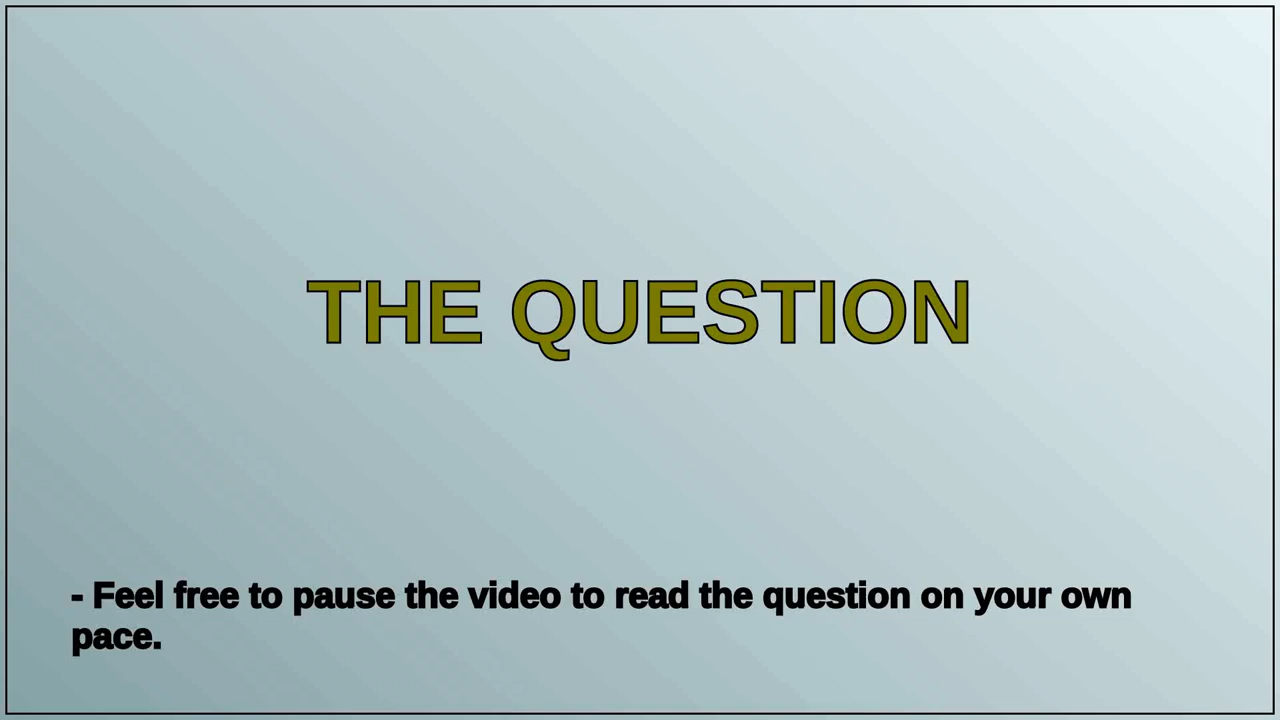 THE QUESTION
- Feel free to pause the video to read the question on your own
pace.